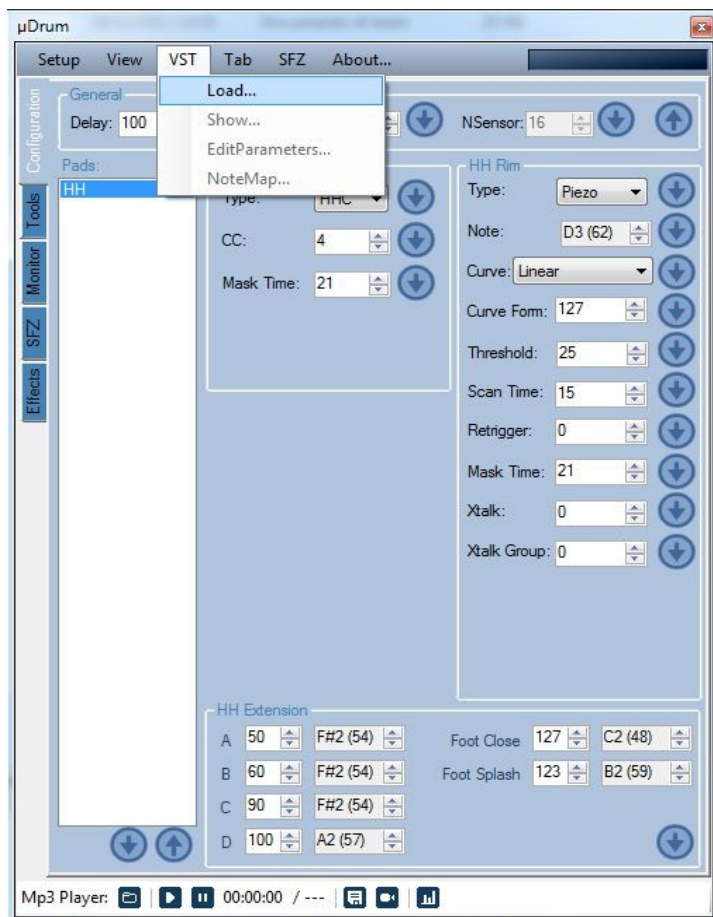 µDrum
Setup View VST Tab SFZ About...
Load...
Show...
EditParameters...
NoteMap...
Configuration
Tools
Monitor
SFZ
Effects
General
Delay: 100
NSensor: 16
Pads:
HH
Type: HHC
CC: 4
Mask Time: 21
HH Rim
Type: Piezo
Note: D3 (62)
Curve: Linear
Curve Form: 127
Threshold: 25
Scan Time: 15
Retrigger: 0
Mask Time: 21
Xtalk: 0
Xtalk Group: 0
HH Extension
A 50 F#2 (54) Foot Close 127 C2 (48)
B 60 F#2 (54) Foot Splash 123 B2 (59)
C 90 F#2 (54)
D 100 A2 (57)
Mp3 Player: 00:00:00 / ---